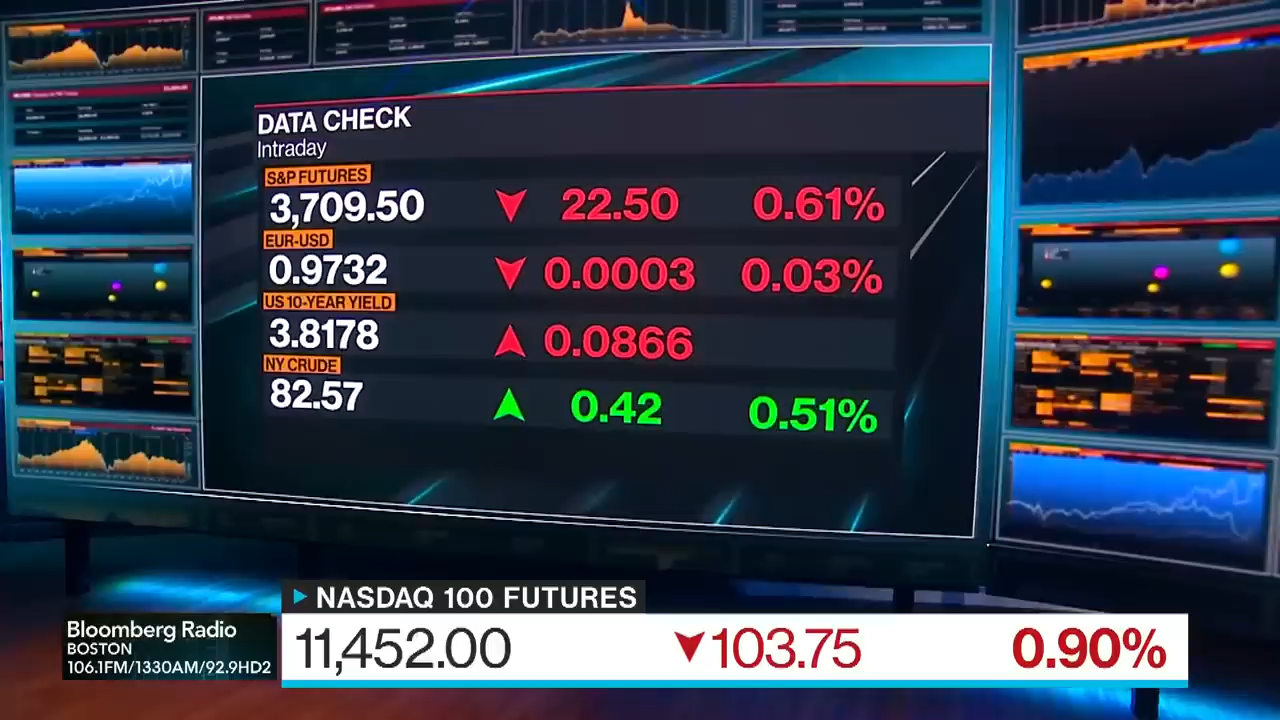 DATA CHECK
Intraday
S&P FUTURES
3,709.50 ▼ 22.50 0.61%
EUR-USD
0.9732 ▼ 0.0003 0.03%
US 10-YEAR YIELD
3.8178 ▲ 0.0866
NY CRUDE
82.57 ▲ 0.42 0.51%
NASDAQ 100 FUTURES
11,452.00 ▼103.75 0.90%
Bloomberg Radio
BOSTON
106.1FM/1330AM/92.9HD2